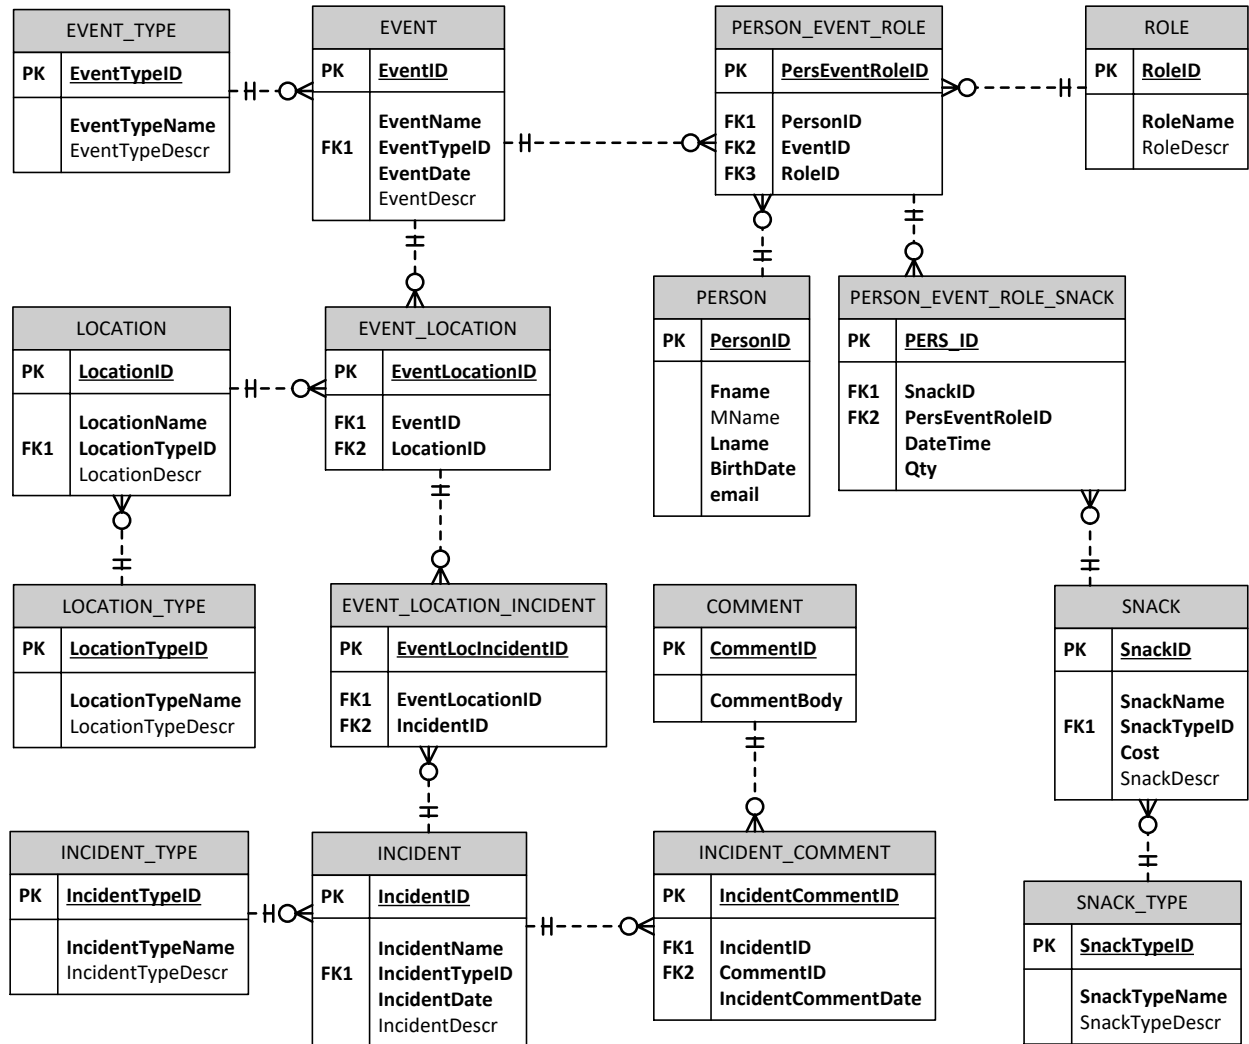 EVENT_TYPE
PK EventTypeID
EventTypeName
EventTypeDescr
EVENT
PK EventID
EventName
FK1 EventTypeID
EventDate
EventDescr
PERSON_EVENT_ROLE
PK PersEventRoleID
FK1 PersonID
FK2 EventID
FK3 RoleID
ROLE
PK RoleID
RoleName
RoleDescr
LOCATION
PK LocationID
LocationName
FK1 LocationTypeID
LocationDescr
EVENT_LOCATION
PK EventLocationID
FK1 EventID
FK2 LocationID
PERSON
PK PersonID
Fname
MName
Lname
BirthDate
email
PERSON_EVENT_ROLE_SNACK
PK PERS_ID
FK1 SnackID
FK2 PersEventRoleID
DateTime
Qty
LOCATION_TYPE
PK LocationTypeID
LocationTypeName
LocationTypeDescr
EVENT_LOCATION_INCIDENT
PK EventLocIncidentID
FK1 EventLocationID
FK2 IncidentID
COMMENT
PK CommentID
CommentBody
SNACK
PK SnackID
SnackName
FK1 SnackTypeID
Cost
SnackDescr
INCIDENT_TYPE
PK IncidentTypeID
IncidentTypeName
IncidentTypeDescr
INCIDENT
PK IncidentID
IncidentName
FK1 IncidentTypeID
IncidentDate
IncidentDescr
INCIDENT_COMMENT
PK IncidentCommentID
FK1 IncidentID
FK2 CommentID
IncidentCommentDate
SNACK_TYPE
PK SnackTypeID
SnackTypeName
SnackTypeDescr